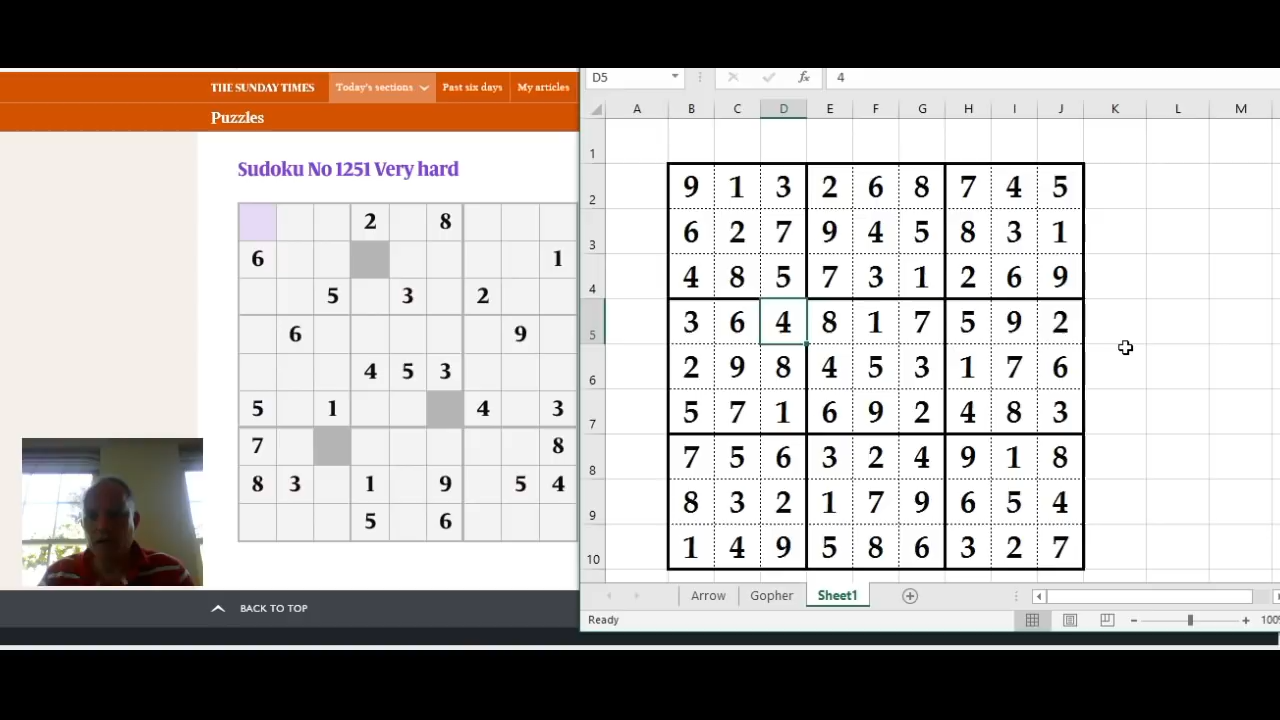 D5 fx 4
THE SUNDAY TIMES Today's sections Past six days My articles
Puzzles
Sudoku No 1251 Very hard
2 8
6 1
5 3 2
6 9
4 5 3
5 1 4 3
7 8
8 3 1 9 5 4
5 6
BACK TO TOP
A B C D E F G H I J K L M
1
2 9 1 3 2 6 8 7 4 5
3 6 2 7 9 4 5 8 3 1
4 4 8 5 7 3 1 2 6 9
5 3 6 4 8 1 7 5 9 2
6 2 9 8 4 5 3 1 7 6
7 5 7 1 6 9 2 4 8 3
8 7 5 6 3 2 4 9 1 8
9 8 3 2 1 7 9 6 5 4
10 1 4 9 5 8 6 3 2 7
Arrow Gopher Sheet1
Ready